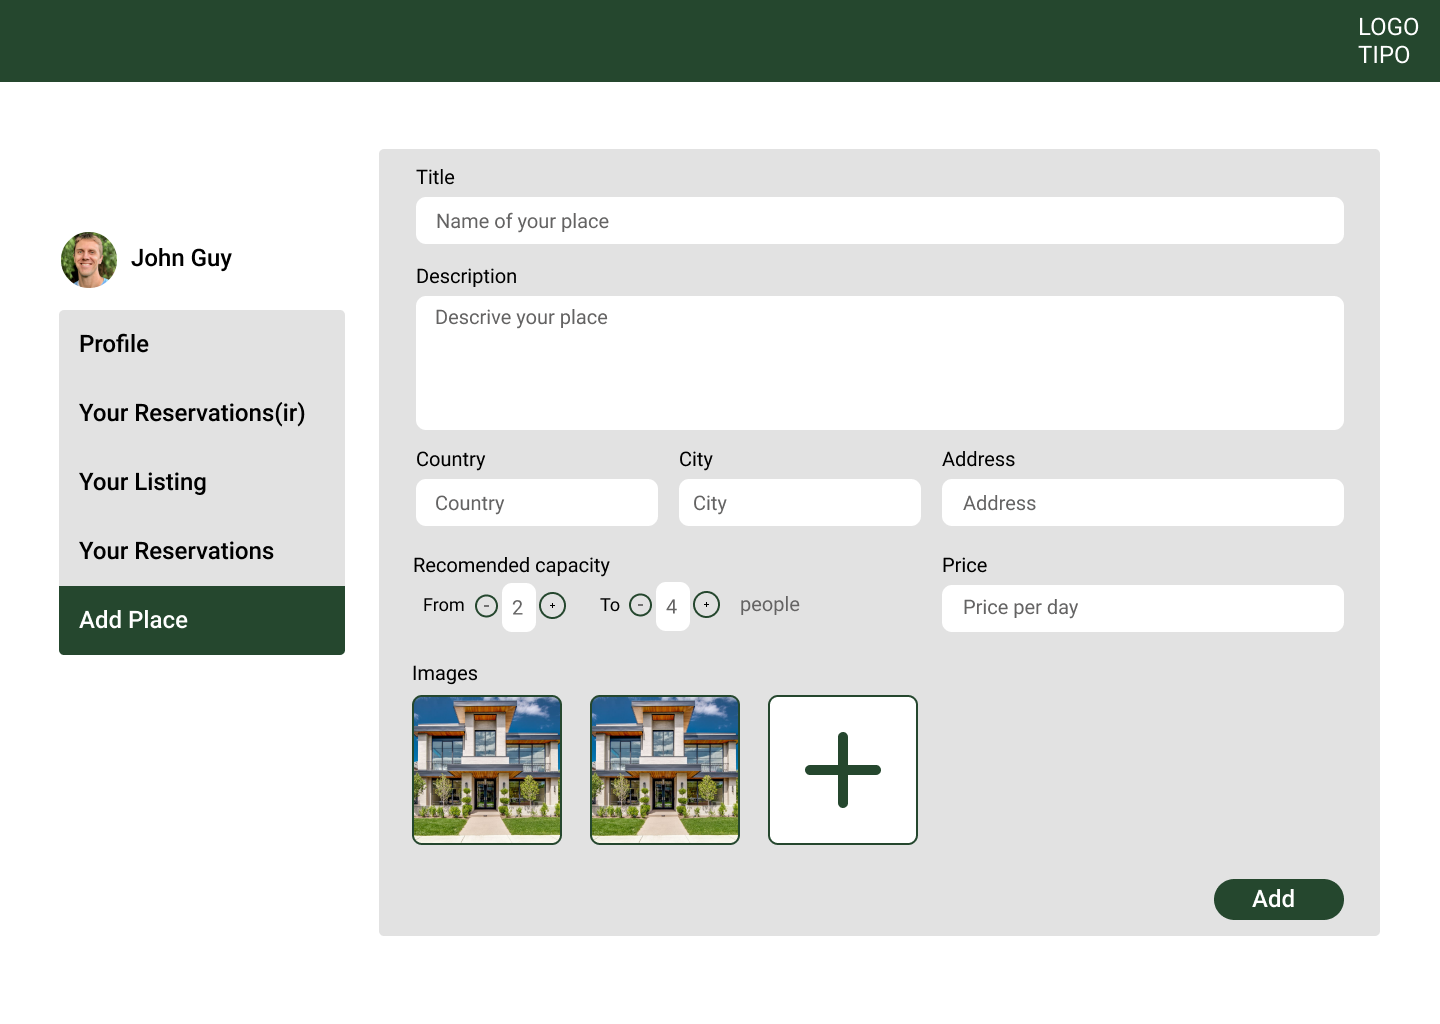 LOGO
TIPO
John Guy
Profile
Your Reservations(ir)
Your Listing
Your Reservations
Add Place
Title
Name of your place
Description
Descrive your place
Country City Address
Country City Address
Recomended capacity Price
From - 2 + To - 4 + people Price per day
Images
Add